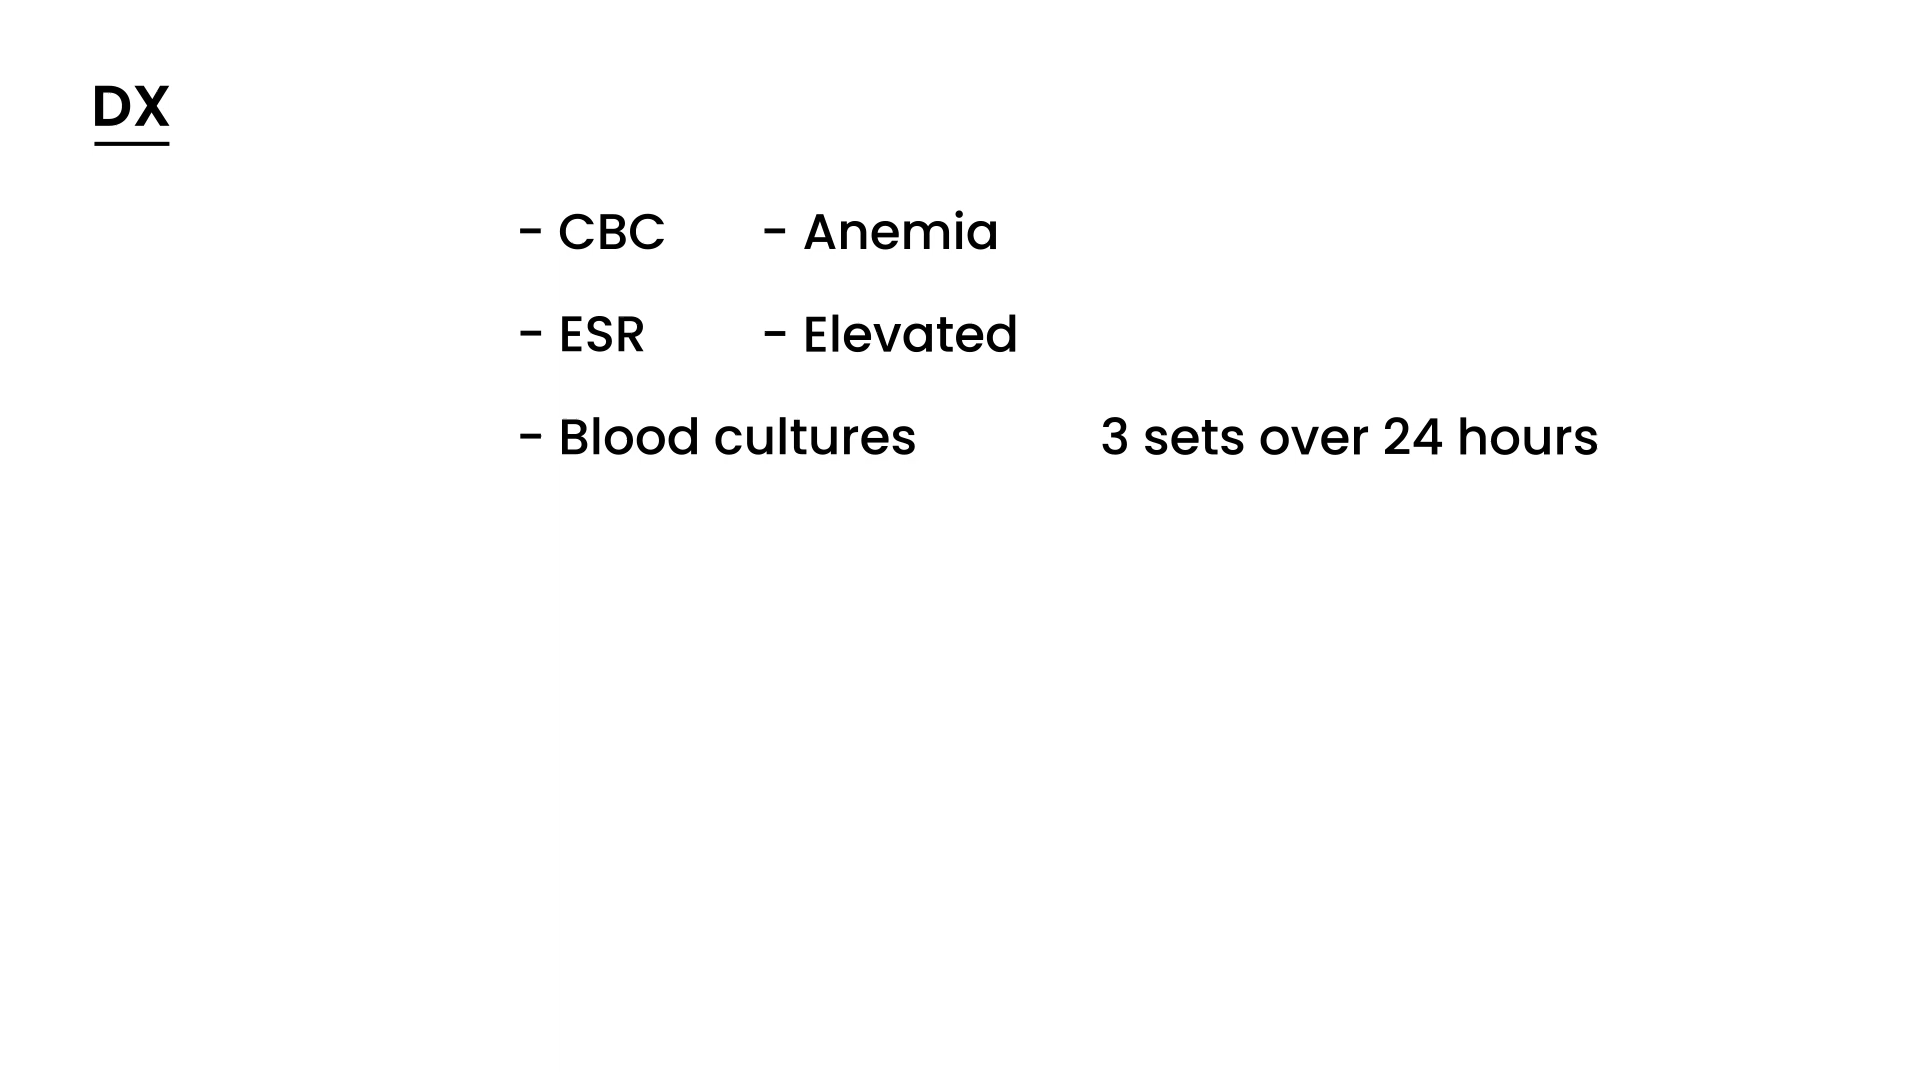 DX
- CBC - Anemia
- ESR - Elevated
- Blood cultures 3 sets over 24 hours